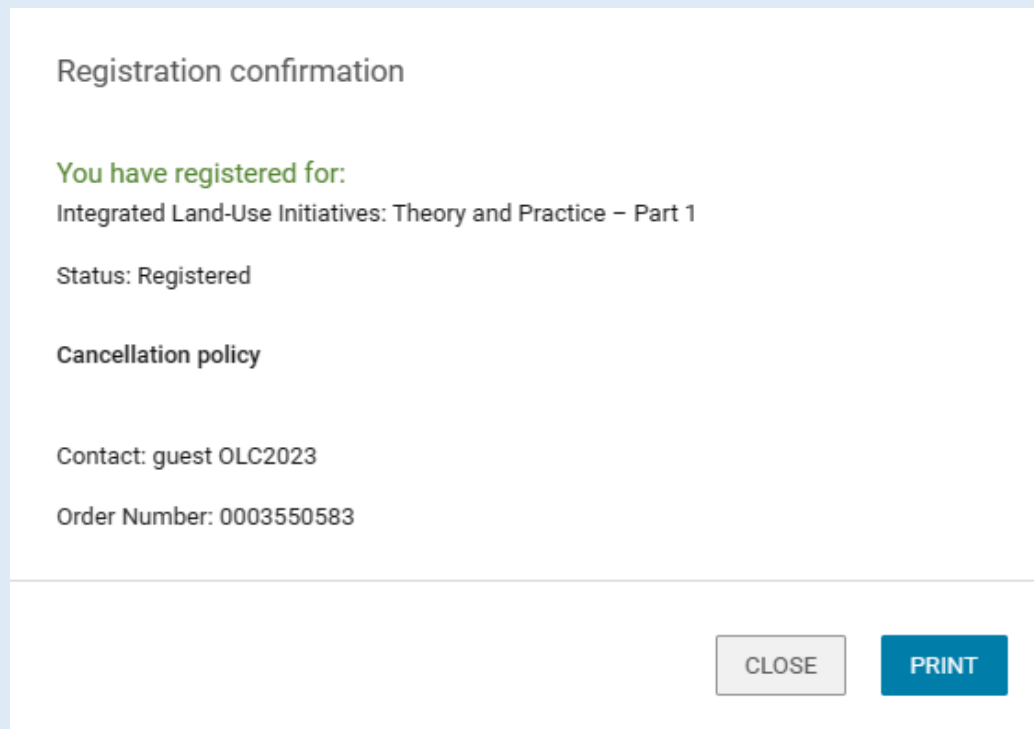 Registration confirmation
You have registered for:
Integrated Land-Use Initiatives: Theory and Practice – Part 1
Status: Registered
Cancellation policy
Contact: guest OLC2023
Order Number: 0003550583
CLOSE
PRINT